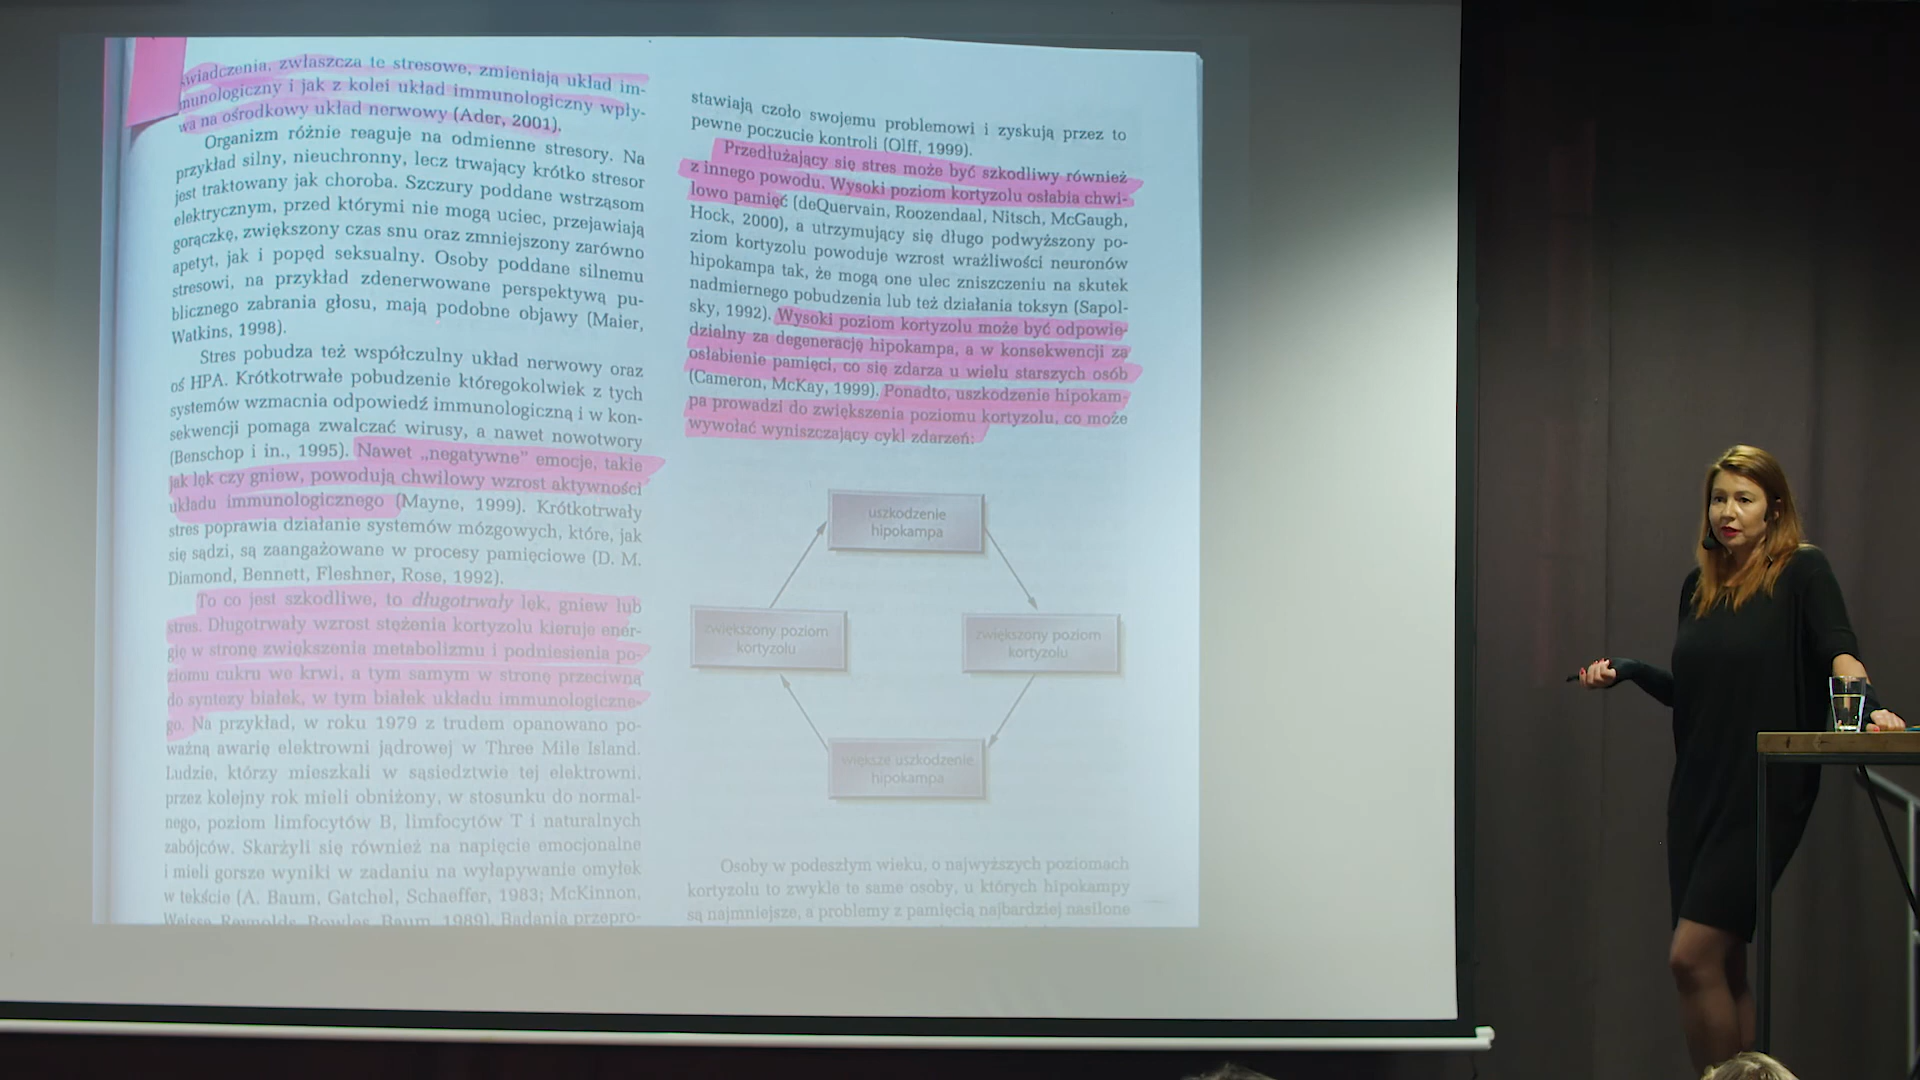 świadczenia, zwłaszcza te stresowe, zmieniają układ im-
munologiczny i jak z kolei układ immunologiczny wpły-
wa na ośrodkowy układ nerwowy (Ader, 2001).
Organizm różnie reaguje na odmienne stresory. Na
przykład silny, nieuchronny, lecz trwający krótko stresor
jest traktowany jak choroba. Szczury poddane wstrząsom
elektrycznym, przed którymi nie mogą uciec, przejawiają
gorączkę, zwiększony czas snu oraz zmniejszony zarówno
apetyt, jak i popęd seksualny. Osoby poddane silnemu
stresowi, na przykład zdenerwowane perspektywą pu-
blicznego zabrania głosu, mają podobne objawy (Maier,
Watkins, 1998).
Stres pobudza też współczulny układ nerwowy oraz
oś HPA. Krótkotrwałe pobudzenie któregokolwiek z tych
systemów wzmacnia odpowiedź immunologiczną i w kon-
sekwencji pomaga zwalczać wirusy, a nawet nowotwory
(Benschop i in., 1995). Nawet „negatywne" emocje, takie
jak lęk czy gniew, powodują chwilowy wzrost aktywności
układu immunologicznego (Mayne, 1999). Krótkotrwały
stres poprawia działanie systemów mózgowych, które, jak
się sądzi, są zaangażowane w procesy pamięciowe (D. M.
Diamond, Bennett, Fleshner, Rose, 1992).
To co jest szkodliwe, to długotrwały lęk, gniew lub
stres. Długotrwały wzrost stężenia kortyzolu kieruje ener-
gię w stronę zwiększenia metabolizmu i podniesienia po-
ziomu cukru we krwi, a tym samym w stronę przeciwną
do syntezy białek, w tym białek układu immunologiczne-
go. Na przykład, w roku 1979 z trudem opanowano po-
ważną awarię elektrowni jądrowej w Three Mile Island.
Ludzie, którzy mieszkali w sąsiedztwie tej elektrowni,
przez kolejny rok mieli obniżony, w stosunku do normal-
nego, poziom limfocytów B, limfocytów T i naturalnych
zabójców. Skarżyli się również na napięcie emocjonalne
i mieli gorsze wyniki w zadaniu na wyłapywanie omyłek
w tekście (A. Baum, Gatchel, Schaeffer, 1983; McKinnon,
Weisse, Reynolds, Bowles, Baum, 1989). Badania przepro-
stawiają czoło swojemu problemowi i zyskują przez to
pewne poczucie kontroli (Olff, 1999).
Przedłużający się stres może być szkodliwy również
z innego powodu. Wysoki poziom kortyzolu osłabia chwi-
lowo pamięć (deQuervain, Roozendaal, Nitsch, McGaugh,
Hock, 2000), a utrzymujący się długo podwyższony po-
ziom kortyzolu powoduje wzrost wrażliwości neuronów
hipokampa tak, że mogą one ulec zniszczeniu na skutek
nadmiernego pobudzenia lub też działania toksyn (Sapol-
sky, 1992). Wysoki poziom kortyzolu może być odpowie-
dzialny za degenerację hipokampa, a w konsekwencji za
osłabienie pamięci, co się zdarza u wielu starszych osób
(Cameron, McKay, 1999). Ponadto, uszkodzenie hipokam-
pa prowadzi do zwiększenia poziomu kortyzolu, co może
wywołać wyniszczający cykl zdarzeń:
uszkodzenie
hipokampa
zwiększony poziom
kortyzolu
zwiększony poziom
kortyzolu
większe uszkodzenie
hipokampa
Osoby w podeszłym wieku, o najwyższych poziomach
kortyzolu to zwykle te same osoby, u których hipokampy
są najmniejsze, a problemy z pamięcią najbardziej nasilone